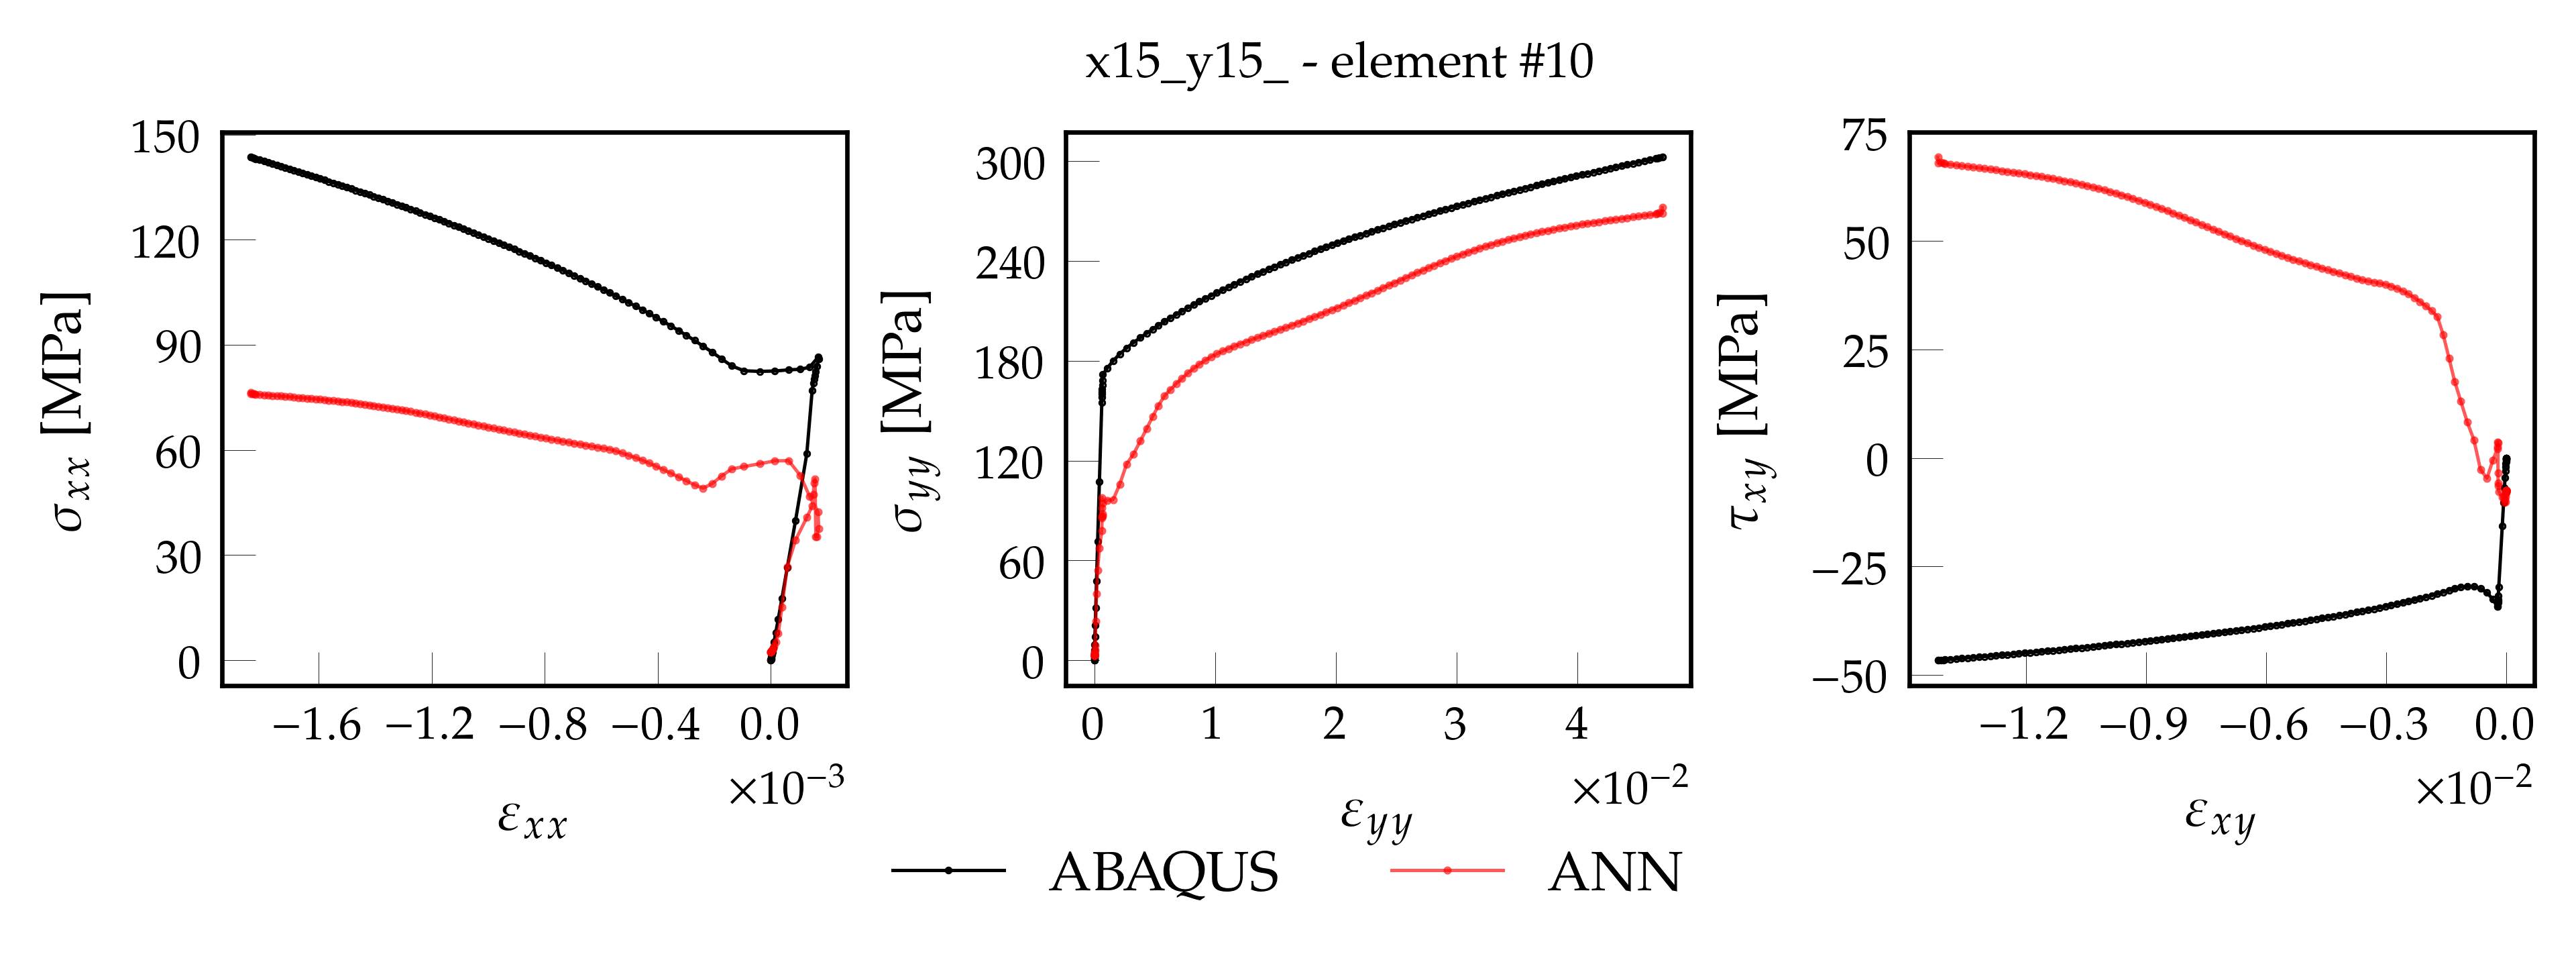 x15_y15_ - element #10
σxx [MPa]
150
120
90
60
30
0
−1.6 −1.2 −0.8 −0.4 0.0
×10⁻³
εxx
σyy [MPa]
300
240
180
120
60
0
0 1 2 3 4
×10⁻²
εyy
τxy [MPa]
75
50
25
0
−25
−50
−1.2 −0.9 −0.6 −0.3 0.0
×10⁻²
εxy
ABAQUS ANN